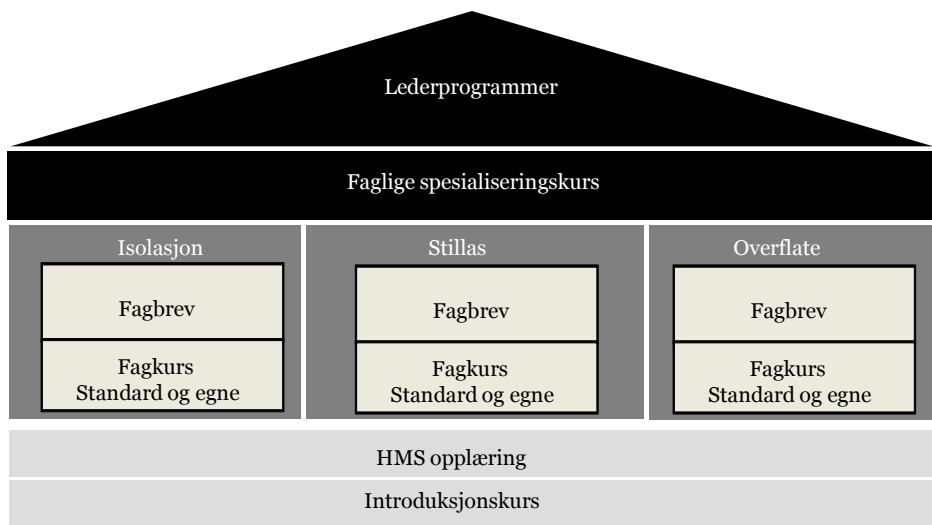 Lederprogrammer
Faglige spesialiseringskurs
Isolasjon
Fagbrev
Fagkurs
Standard og egne
Stillas
Fagbrev
Fagkurs
Standard og egne
Overflate
Fagbrev
Fagkurs
Standard og egne
HMS opplæring
Introduksjonskurs